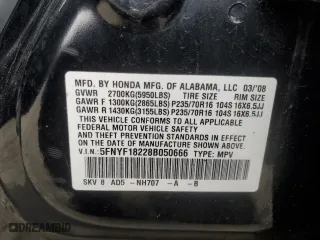 MFD. BY HONDA MFG. OF ALABAMA, LLC 03/'08
GVWR 2700KG(5950LBS) TIRE SIZE RIM SIZE
GAWR F 1300KG(2865LBS) P235/70R16 104S 16X6.5JJ
GAWR R 1430KG(3155LBS) P235/70R16 104S 16X6.5JJ
THIS VEHICLE CONFORMS TO ALL APPLICABLE
FEDERAL MOTOR VEHICLE SAFETY
AND THEFT PREVENTION STANDARDS
IN EFFECT ON THE DATE OF
MANUFACTURE SHOWN ABOVE.
5FNYF18228B050666 TYPE: MPV
SKV 8 AD5 -NH707 -A -B